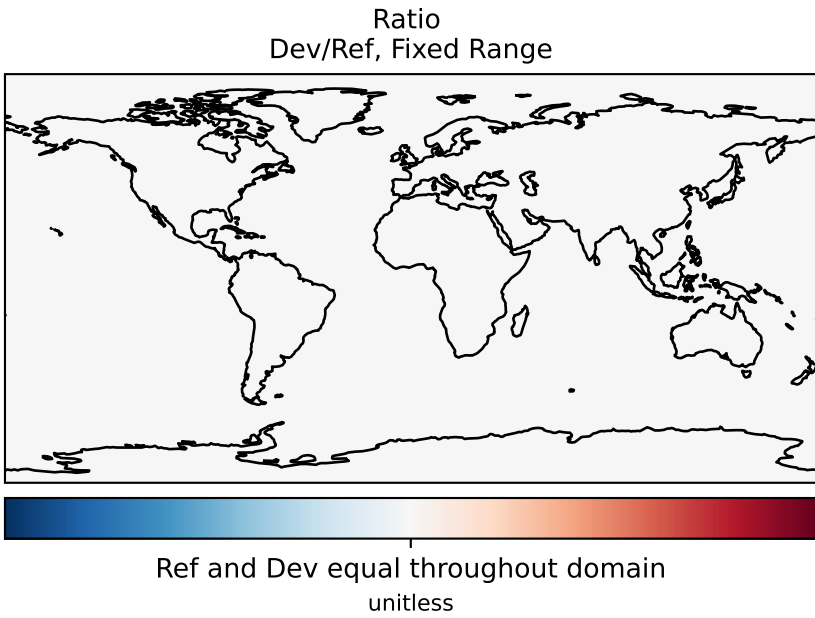 Ratio
Dev/Ref, Fixed Range
Ref and Dev equal throughout domain
unitless